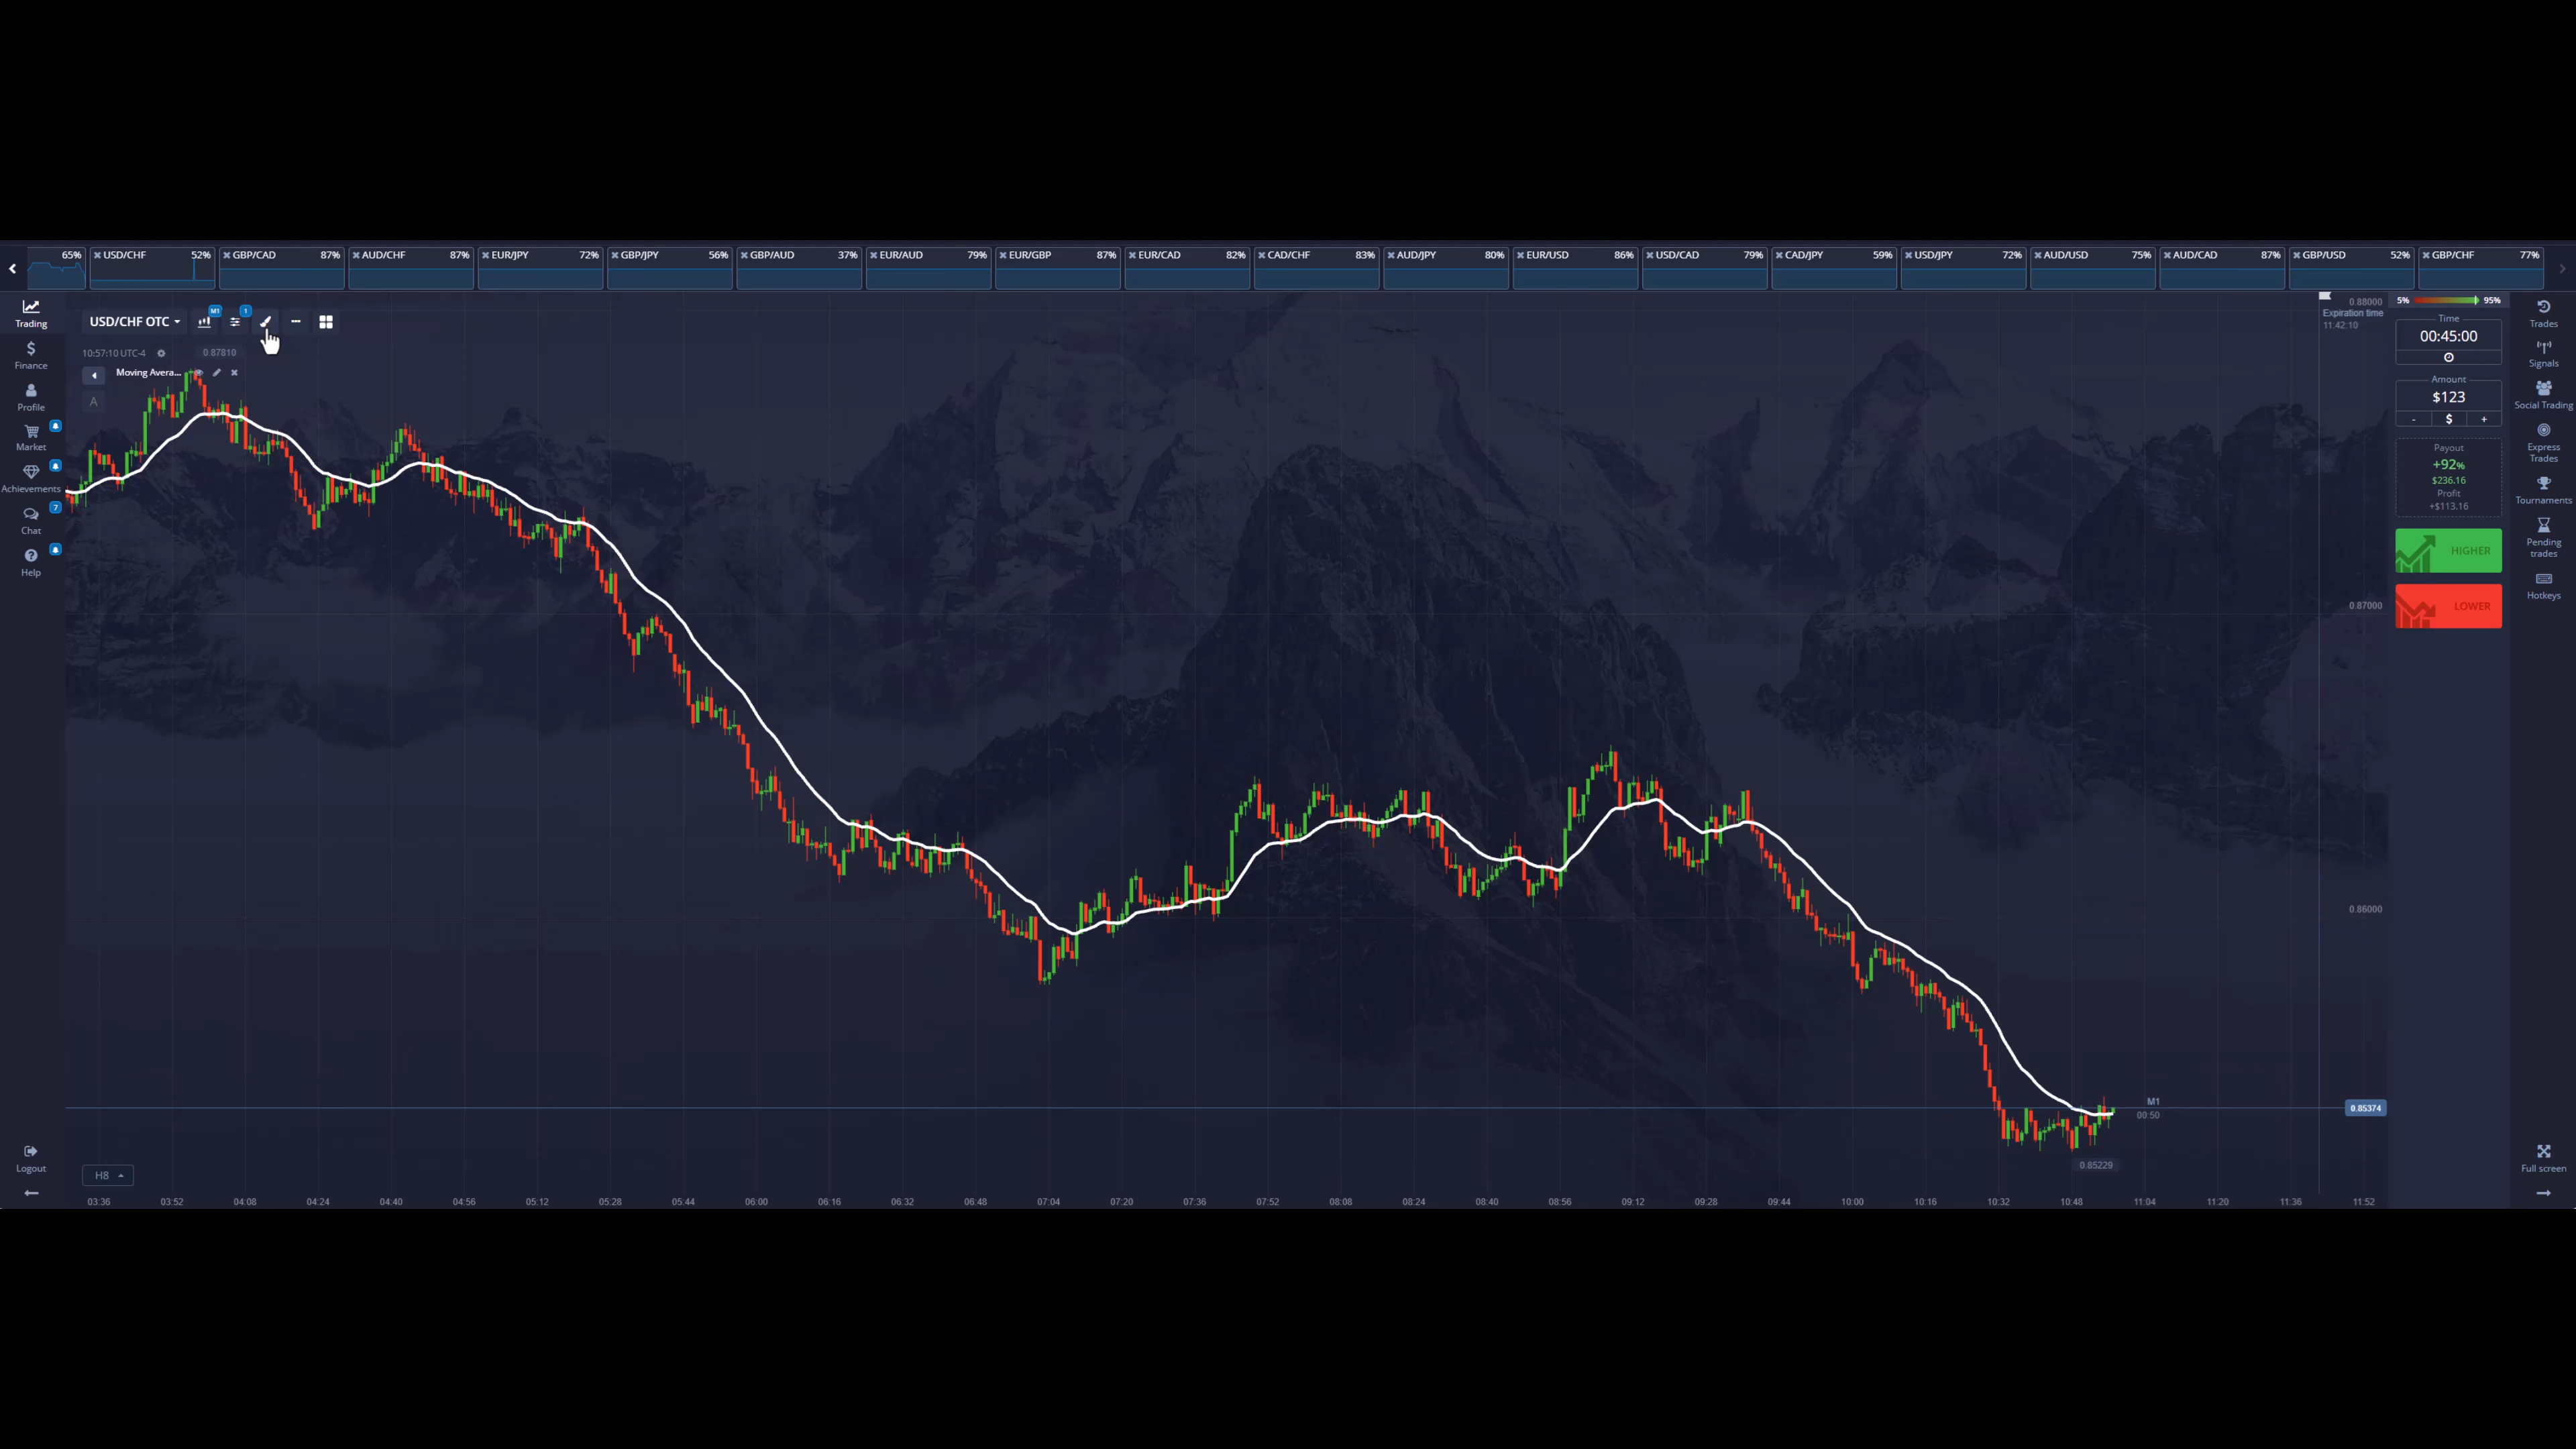 65% USD/CHF 52% GBP/CAD 87% AUD/CHF 87% EUR/JPY 72% GBP/JPY 56% GBP/AUD 37% EUR/AUD 79% EUR/GBP 87% EUR/CAD 82% CAD/CHF 83% AUD/JPY 80% EUR/USD 86% USD/CAD 79% CAD/JPY 59% USD/JPY 72% AUD/USD 75% AUD/CAD 87% GBP/USD 52% GBP/CHF 77%
Trading
Finance
Profile
Market
Achievements
7
Chat
Help
Logout
USD/CHF OTC M1 1
10:57:10 UTC-4 0.87810
Moving Avera...
A
M1
00:50
0.85229
H8
03:36 03:52 04:08 04:24 04:40 04:56 05:12 05:28 05:44 06:00 06:16 06:32 06:48 07:04 07:20 07:36 07:52 08:08 08:24 08:40 08:56 09:12 09:28 09:44 10:00 10:16 10:32 10:48 11:04 11:20 11:36 11:52
0.88000
Expiration time
11:42:10
0.87000
0.86000
0.85374
5% 95%
Time
00:45:00
Amount
$123
- $ +
Payout
+92%
$236.16
Profit
+$113.16
HIGHER
LOWER
Trades
Signals
Social Trading
Express
Trades
Tournaments
Pending
trades
Hotkeys
Full screen